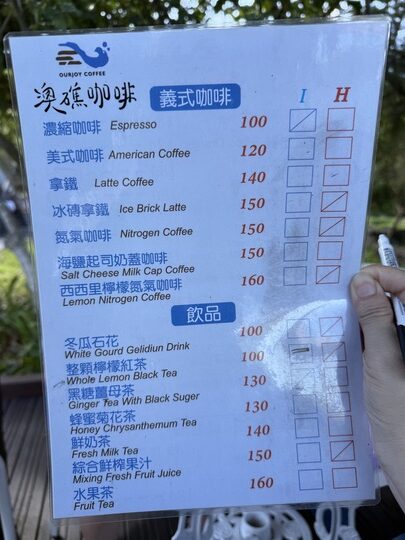 OURJOY COFFEE
澳礁咖啡 義式咖啡 I H
濃縮咖啡 Espresso 100
美式咖啡 American Coffee 120
拿鐵 Latte Coffee 140
冰磚拿鐵 Ice Brick Latte 150
氮氣咖啡 Nitrogen Coffee 150
海鹽起司奶蓋咖啡 150
Salt Cheese Milk Cap Coffee
西西里檸檬氮氣咖啡 160
Lemon Nitrogen Coffee
飲品
冬瓜石花 100
White Gourd Gelidiun Drink
整顆檸檬紅茶 100
Whole Lemon Black Tea
黑糖薑母茶 130
Ginger Tea With Black Suger
蜂蜜菊花茶 130
Honey Chrysanthemum Tea
鮮奶茶 140
Fresh Milk Tea
綜合鮮榨果汁 150
Mixing Fresh Fruit Juice
水果茶 160
Fruit Tea